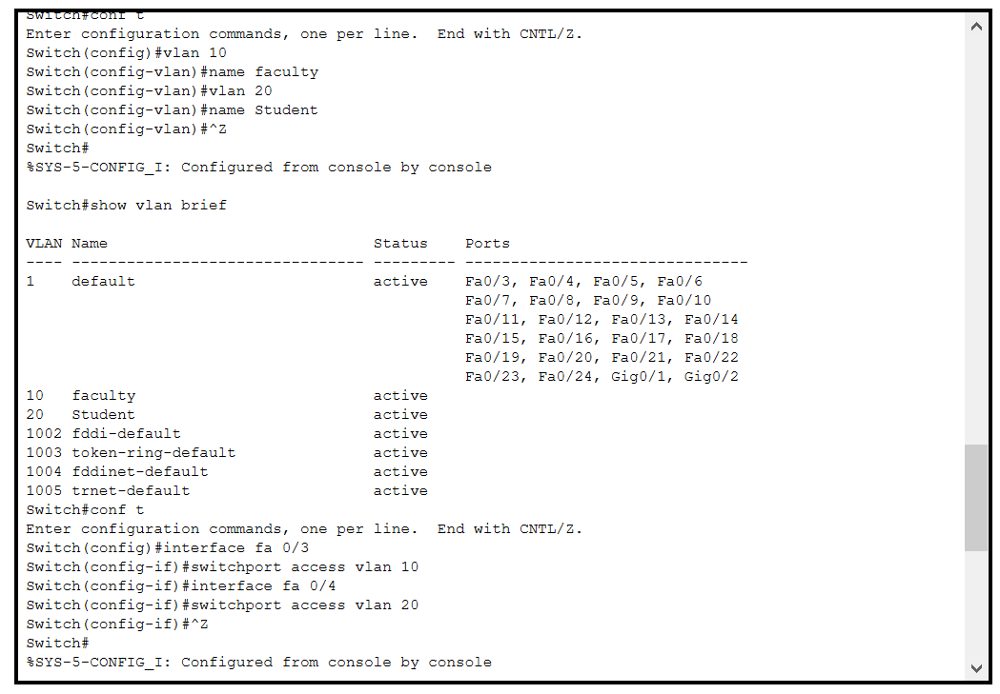 Switch#conf t
Enter configuration commands, one per line.  End with CNTL/Z.
Switch(config)#vlan 10
Switch(config-vlan)#name faculty
Switch(config-vlan)#vlan 20
Switch(config-vlan)#name Student
Switch(config-vlan)#^Z
Switch#
%SYS-5-CONFIG_I: Configured from console by console

Switch#show vlan brief

VLAN Name                             Status    Ports
---- -------------------------------- --------- -------------------------------
1    default                          active    Fa0/3, Fa0/4, Fa0/5, Fa0/6
                                                Fa0/7, Fa0/8, Fa0/9, Fa0/10
                                                Fa0/11, Fa0/12, Fa0/13, Fa0/14
                                                Fa0/15, Fa0/16, Fa0/17, Fa0/18
                                                Fa0/19, Fa0/20, Fa0/21, Fa0/22
                                                Fa0/23, Fa0/24, Gig0/1, Gig0/2
10   faculty                          active
20   Student                          active
1002 fddi-default                     active
1003 token-ring-default               active
1004 fddinet-default                  active
1005 trnet-default                    active
Switch#conf t
Enter configuration commands, one per line.  End with CNTL/Z.
Switch(config)#interface fa 0/3
Switch(config-if)#switchport access vlan 10
Switch(config-if)#interface fa 0/4
Switch(config-if)#switchport access vlan 20
Switch(config-if)#^Z
Switch#
%SYS-5-CONFIG_I: Configured from console by console